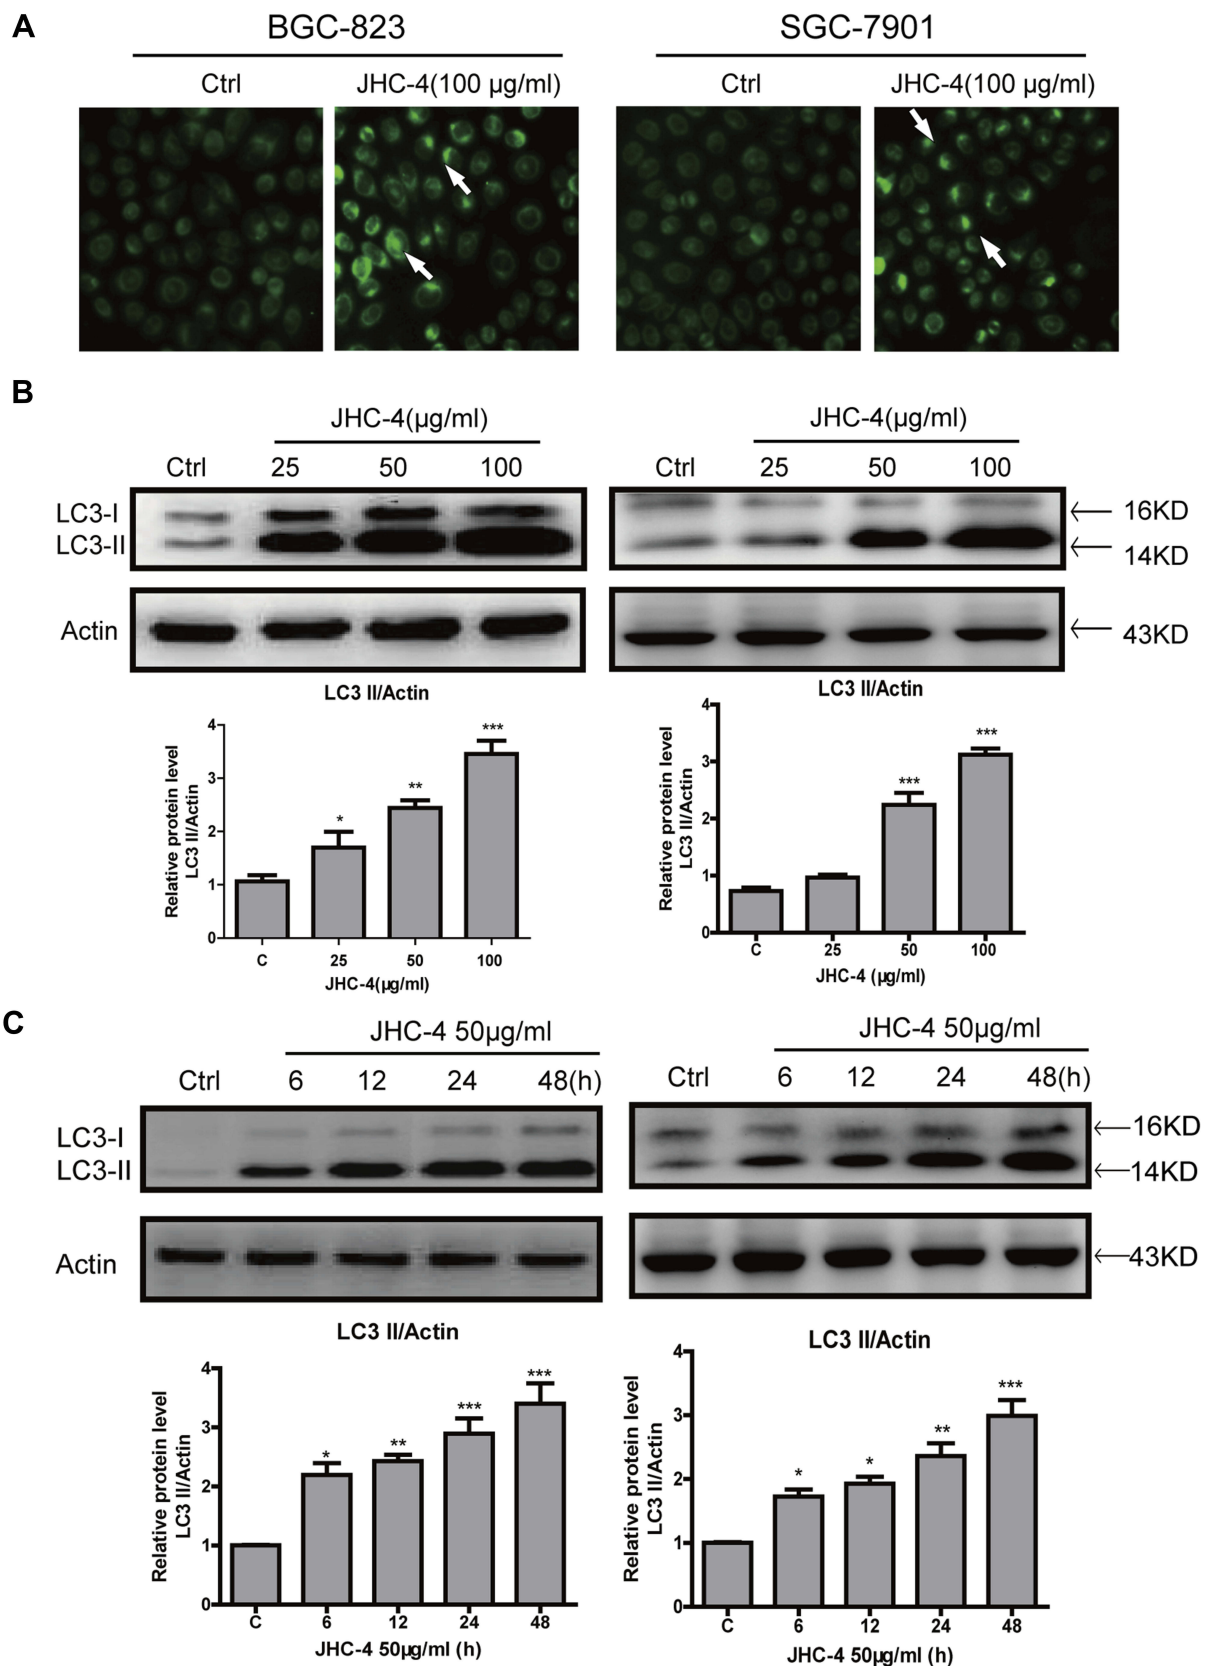 A
BGC-823 SGC-7901
Ctrl JHC-4(100 µg/ml) Ctrl JHC-4(100 µg/ml)
B
JHC-4(µg/ml) JHC-4(µg/ml)
Ctrl 25 50 100 Ctrl 25 50 100
LC3-I 16KD
LC3-II 14KD
Actin 43KD
LC3 II/Actin LC3 II/Actin
Relative protein level
LC3 II/Actin
4
3
2
1
0
*
**
***
C 25 50 100
JHC-4(µg/ml)
Relative protein level
LC3 II/Actin
4
3
2
1
0
***
***
C 25 50 100
JHC-4 (µg/ml)
C
JHC-4 50µg/ml JHC-4 50µg/ml
Ctrl 6 12 24 48(h) Ctrl 6 12 24 48(h)
LC3-I 16KD
LC3-II 14KD
Actin 43KD
LC3 II/Actin LC3 II/Actin
Relative protein level
LC3 II/Actin
4
3
2
1
0
*
**
***
***
C 6 12 24 48
JHC-4 50µg/ml (h)
Relative protein level
LC3 II/Actin
4
3
2
1
0
*
*
**
***
C 6 12 24 48
JHC-4 50µg/ml (h)